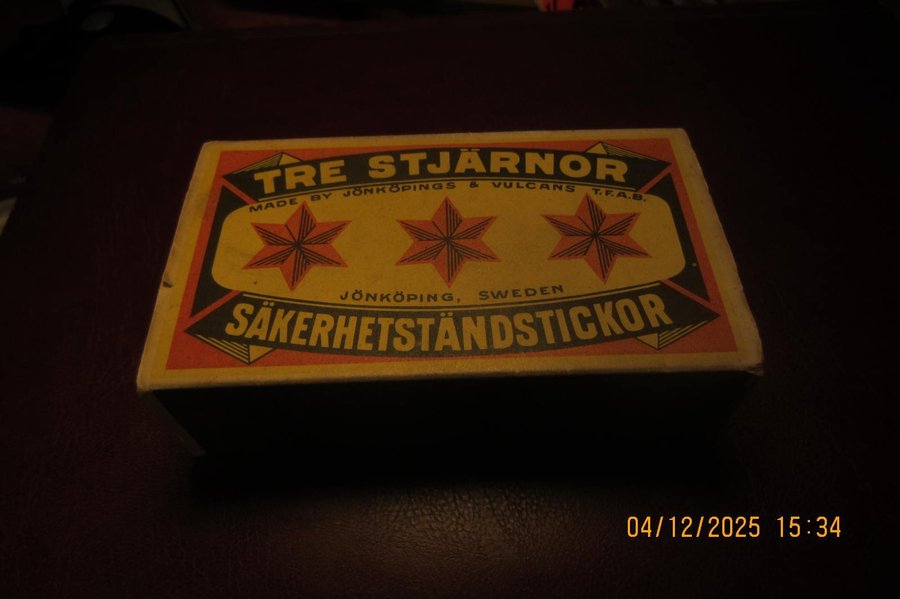 TRE STJÄRNOR
MADE BY JÖNKÖPINGS & VULCANS T.F.A.B.
JÖNKÖPING, SWEDEN
SÄKERHETSTÄNDSTICKOR
04/12/2025 15:34